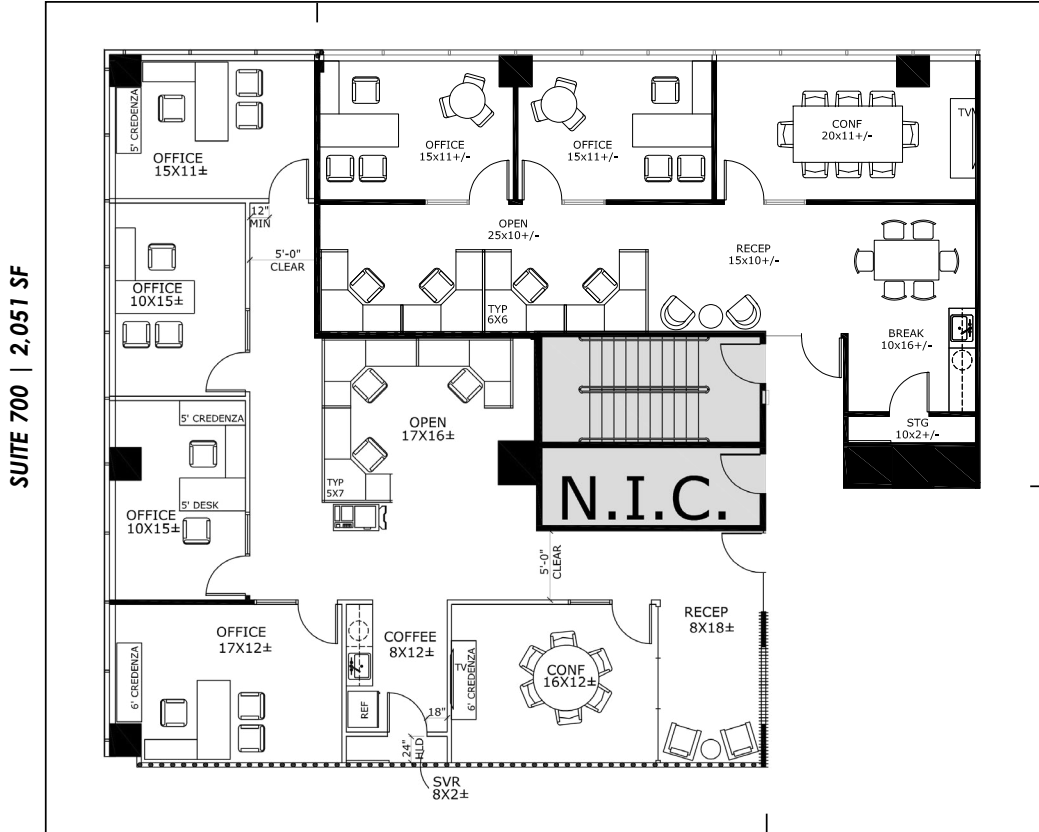 SUITE 700 | 2,051 SF
5' CREDENZA
OFFICE
15X11±
OFFICE
15x11+/-
OFFICE
15x11+/-
CONF
20x11+/-
TV
12"
MIN
5'-0"
CLEAR
OPEN
25x10+/-
RECEP
15x10+/-
OFFICE
10X15±
TYP
6X6
BREAK
10x16+/-
5' CREDENZA
OPEN
17X16±
STG
10x2+/-
TYP
5X7
5' DESK
OFFICE
10X15±
N.I.C.
5'-0"
CLEAR
OFFICE
17X12±
COFFEE
8X12±
RECEP
8X18±
6' CREDENZA
TV
6' CREDENZA
CONF
16X12±
REF
18"
24"
HLD
SVR
8X2±